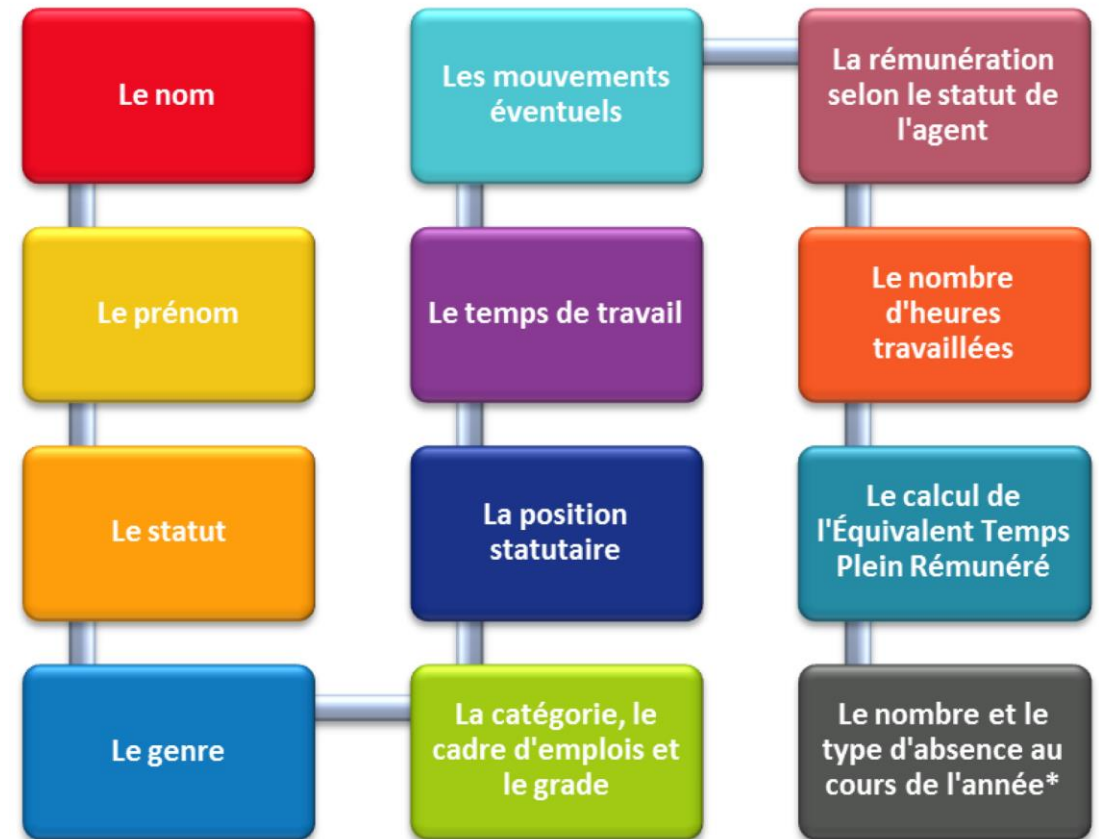 Le nom
Le prénom
Le statut
Le genre
La catégorie, le
cadre d'emplois et
le grade
La position
statutaire
Le temps de travail
Les mouvements
éventuels
La rémunération
selon le statut de
l'agent
Le nombre
d'heures
travaillées
Le calcul de
l'Équivalent Temps
Plein Rémunéré
Le nombre et le
type d'absence au
cours de l'année*